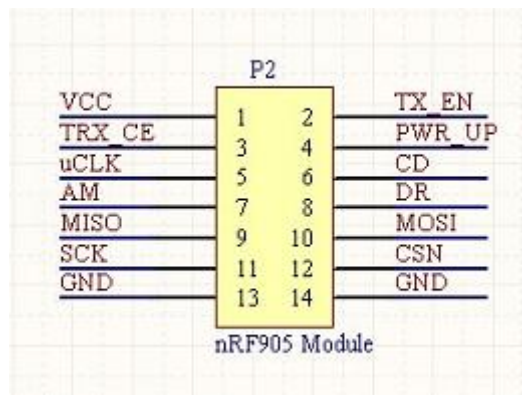 P2
VCC 1 2 TX_EN
TRX_CE 3 4 PWR_UP
uCLK 5 6 CD
AM 7 8 DR
MISO 9 10 MOSI
SCK 11 12 CSN
GND 13 14 GND
nRF905 Module